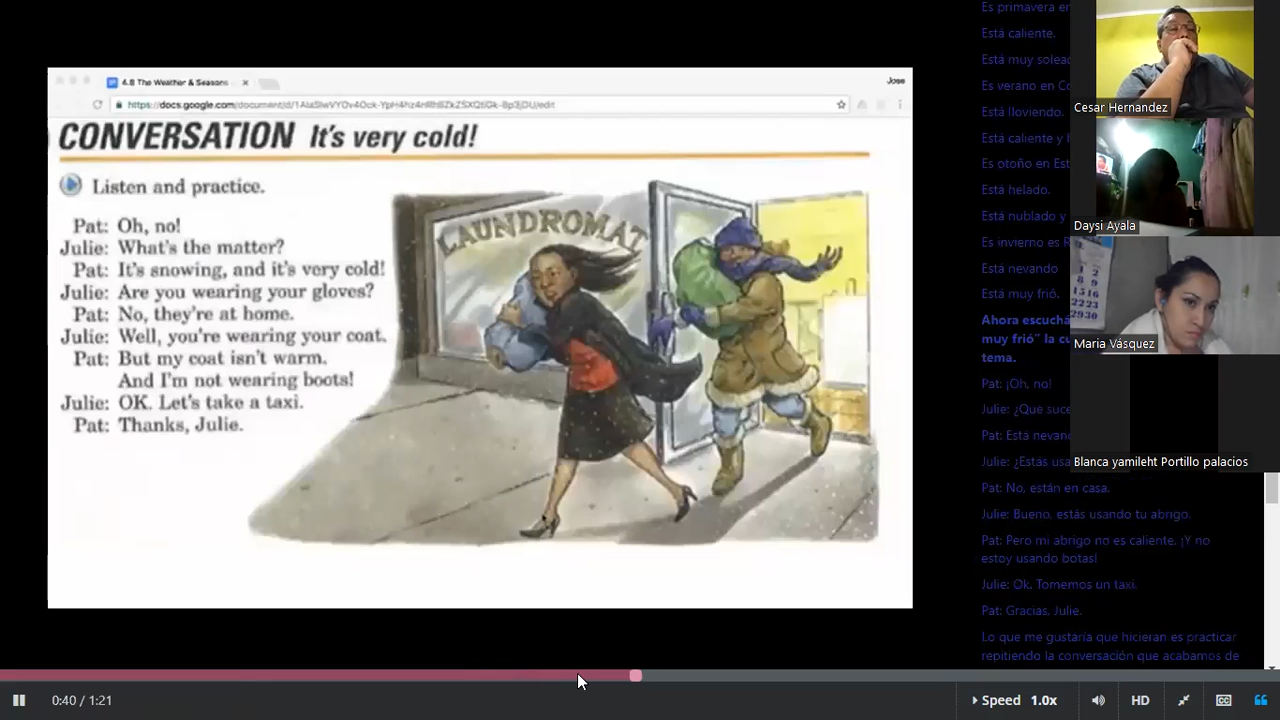 4.8 The Weather & Seasons
Jose
CONVERSATION It's very cold!
Listen and practice.
Pat: Oh, no!
Julie: What's the matter?
Pat: It's snowing, and it's very cold!
Julie: Are you wearing your gloves?
Pat: No, they're at home.
Julie: Well, you're wearing your coat.
Pat: But my coat isn't warm.
And I'm not wearing boots!
Julie: OK. Let's take a taxi.
Pat: Thanks, Julie.
LAUNDROMAT
Es primavera en
Está caliente.
Está muy
Es verano en
Está lloviendo.
Está caliente y
Es otoño en
Está helado.
Está nublado y
Es invierno es
Está nevando
Está muy frió.
Ahora
muy frió" la
tema.
Pat: ¡Oh, no!
Julie: ¿Que
Pat: Está
Julie: ¿Estás
Pat: No, están en casa.
Julie: Bueno, estás usando tu abrigo.
Pat: Pero mi abrigo no es caliente. ¡Y no
estoy usando botas!
Julie: Ok. Tomemos un taxi.
Pat: Gracias, Julie.
Lo que me gustaría que hicieran es practicar
repitiendo la conversación que acabamos de
Cesar Hernandez
Daysi Ayala
Maria Vásquez
Blanca yamileht Portillo palacios
0:40 / 1:21
Speed 1.0x
HD
CC